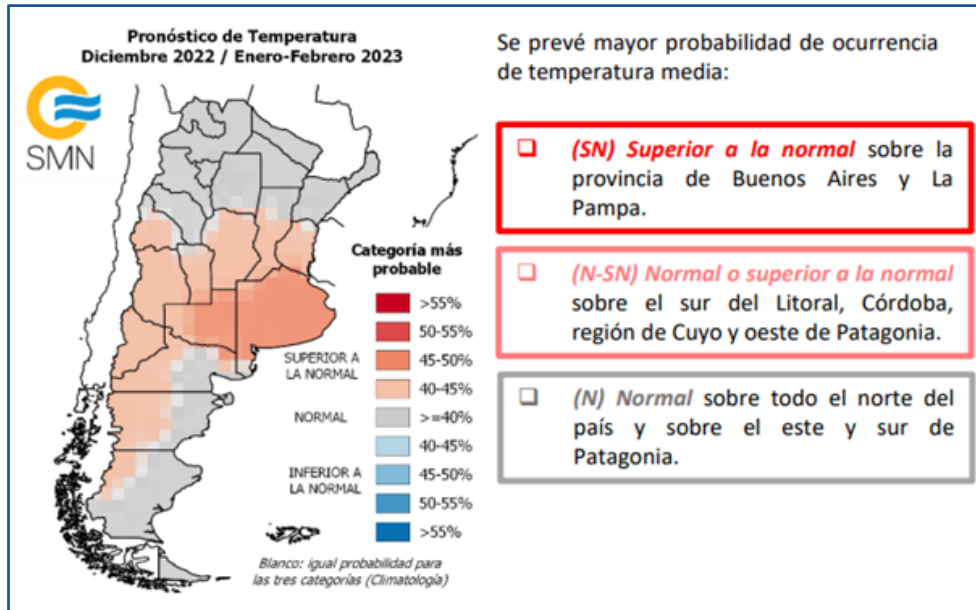 Pronóstico de Temperatura
Diciembre 2022 / Enero-Febrero 2023
SMN
Categoría más
probable
>55%
50-55%
SUPERIOR A
LA NORMAL
45-50%
40-45%
NORMAL
>=40%
40-45%
INFERIOR A
LA NORMAL
45-50%
50-55%
>55%
Blanco: igual probabilidad para
las tres categorías (Climatología)
Se prevé mayor probabilidad de ocurrencia
de temperatura media:
(SN) Superior a la normal sobre la
provincia de Buenos Aires y La
Pampa.
(N-SN) Normal o superior a la normal
sobre el sur del Litoral, Córdoba,
región de Cuyo y oeste de Patagonia.
(N) Normal sobre todo el norte del
país y sobre el este y sur de
Patagonia.